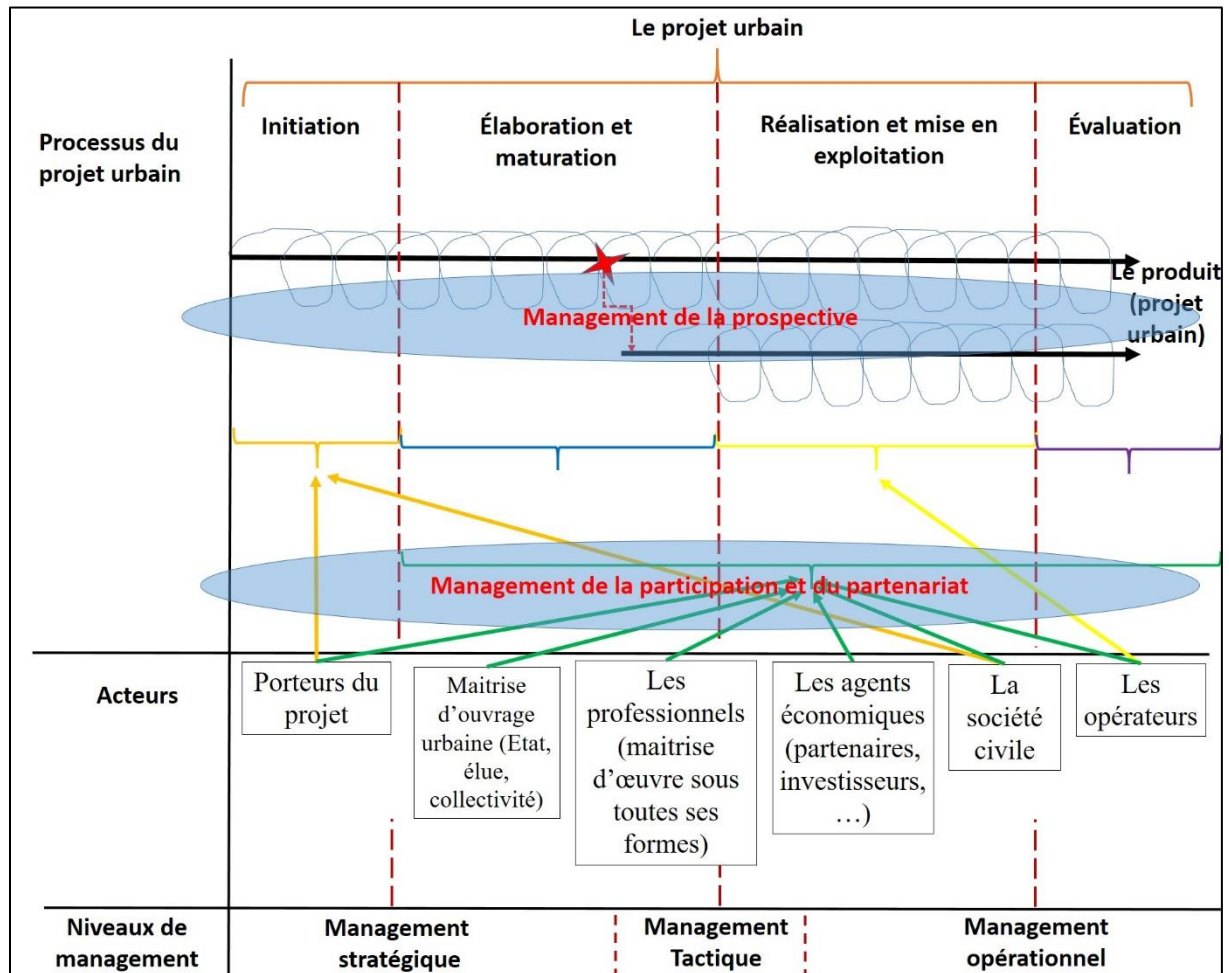 Le projet urbain
Processus du
projet urbain
Initiation
Élaboration et
maturation
Réalisation et mise en
exploitation
Évaluation
Le produit
(projet
urbain)
Management de la prospective
Management de la participation et du partenariat
Acteurs
Porteurs du
projet
Maitrise
d’ouvrage
urbaine (Etat,
élue,
collectivité)
Les
professionnels
(maitrise
d’œuvre sous
toutes ses
formes)
Les agents
économiques
(partenaires,
investisseurs,
…)
La
société
civile
Les
opérateurs
Niveaux de
management
Management
stratégique
Management
Tactique
Management
opérationnel